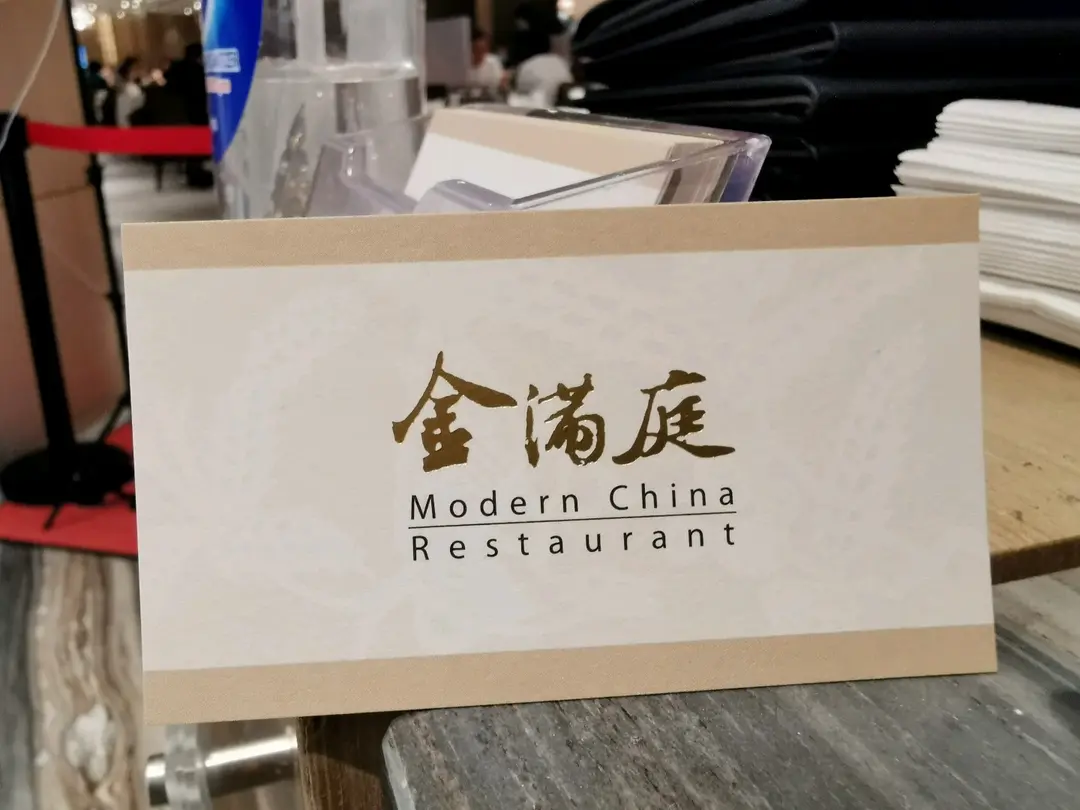 金滿庭
Modern China
Restaurant